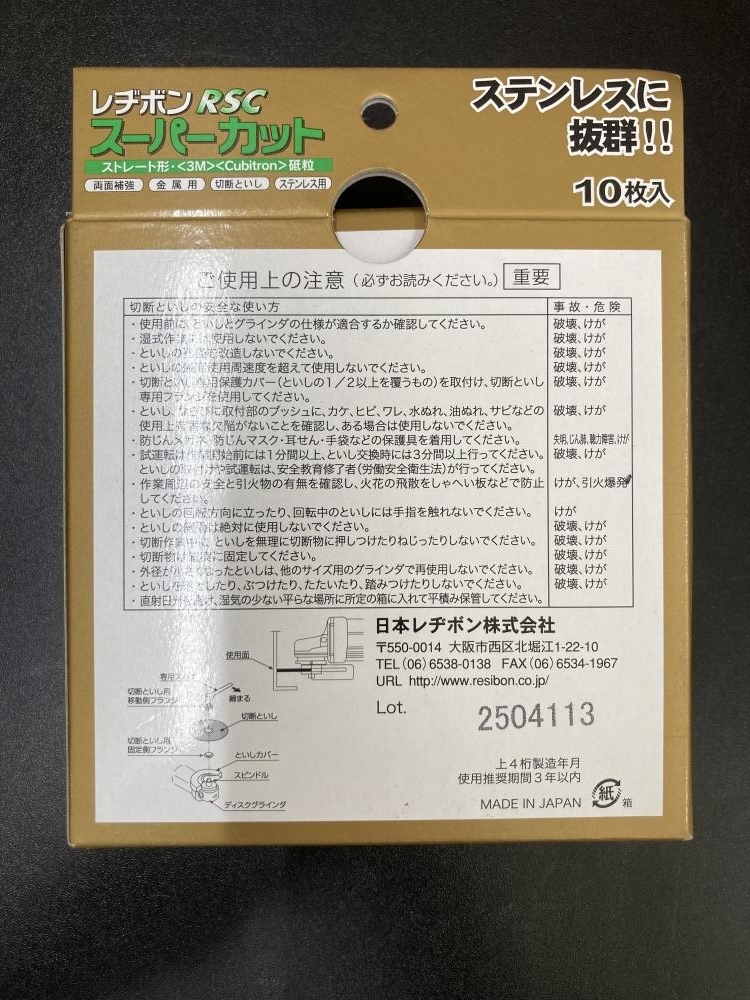 レヂボン RSC
スーパーカット
ストレート形・<3M><Cubitron>砥粒
両面補強 金属用 切断といし ステンレス用
ステンレスに
抜群!!
10枚入
ご使用上の注意(必ずお読みください。) 重要
切断といしの安全な使い方 事故・危険
・使用前に、といしとグラインダの仕様が適合するか確認してください。 破壊、けが
・湿式作業には使用しないでください。 破壊、けが
・といしの孔径を改造しないでください。 破壊、けが
・といしの最高使用周速度を超えて使用しないでください。 破壊、けが
・切断といし専用保護カバー(といしの1/2以上を覆うもの)を取付け、切断といし 破壊、けが
専用フランジを使用してください。
・といし、ならびに取付部のブッシュに、カケ、ヒビ、ワレ、水ぬれ、油ぬれ、サビなどの 破壊、けが
使用上有害な欠陥がないことを確認し、ある場合は使用しないでください。
・防じんメガネ・防じんマスク・耳せん・手袋などの保護具を着用してください。 失明、じん肺、聴力障害、けが
・試運転は作業開始前には1分間以上、といし交換時には3分間以上行ってください。 破壊、けが
といしの取付けや試運転は、安全教育修了者(労働安全衛生法)が行ってください。
・作業周辺の安全と引火物の有無を確認し、火花の飛散をしゃへい板などで防止 けが、引火爆発
してください。
・といしの回転方向に立ったり、回転中のといしには手指を触れないでください。 けが
・といしの側面は絶対に使用しないでください。 破壊、けが
・切断作業中は、といしを無理に切断物に押しつけたりねじったりしないでください。 破壊、けが
・切断物は確実に固定してください。 破壊、けが
・外径が小さくなったといしは、他のサイズ用のグラインダで再使用しないでください。 破壊、けが
・といしを落としたり、ぶつけたり、たたいたり、踏みつけたりしないでください。 破壊、けが
・直射日光を避け、湿気の少ない平らな場所に所定の箱に入れて平積み保管してください。
使用面
専用スパナ
締まる
切断といし用
移動側フランジ
切断といし
切断といし用
固定側フランジ
といしカバー
スピンドル
ディスクグラインダ
日本レヂボン株式会社
〒550-0014 大阪市西区北堀江1-22-10
TEL(06)6538-0138 FAX(06)6534-1967
URL http://www.resibon.co.jp/
Lot. 2504113
上4桁製造年月
使用推奨期間3年以内
MADE IN JAPAN 紙 箱